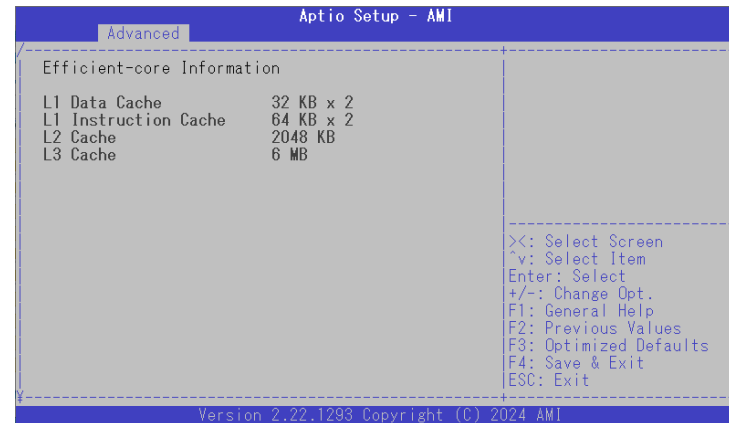 Aptio Setup - AMI
Advanced
Efficient-core Information
L1 Data Cache 32 KB x 2
L1 Instruction Cache 64 KB x 2
L2 Cache 2048 KB
L3 Cache 6 MB
><: Select Screen
^v: Select Item
Enter: Select
+/-: Change Opt.
F1: General Help
F2: Previous Values
F3: Optimized Defaults
F4: Save & Exit
ESC: Exit
Version 2.22.1293 Copyright (C) 2024 AMI